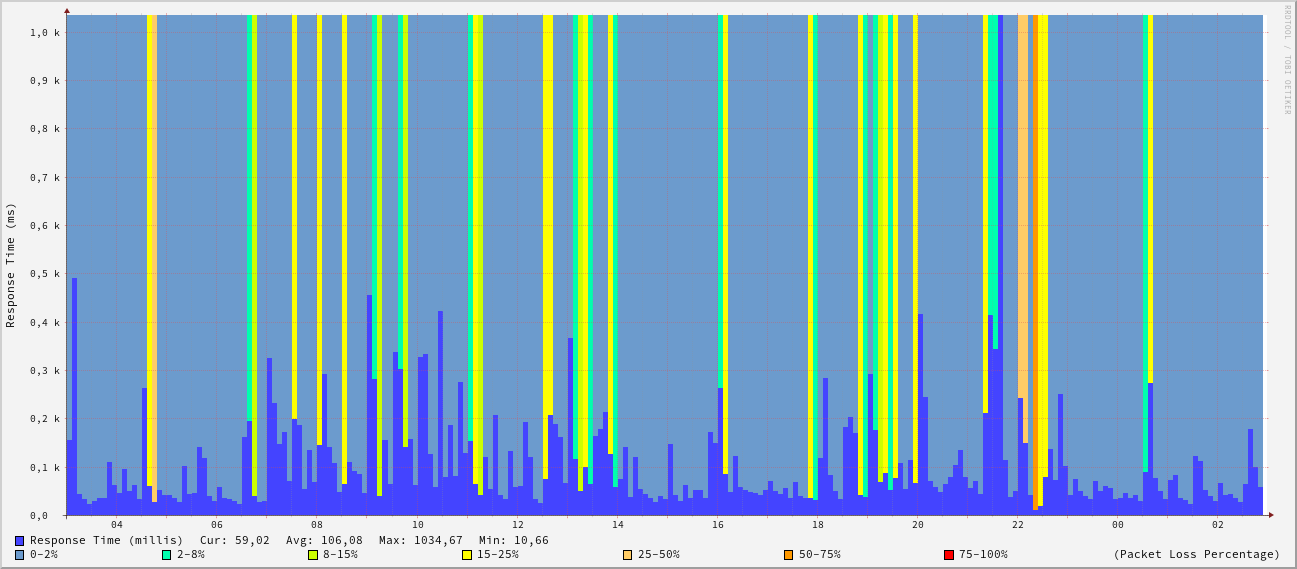 RRDTOOL / TOBI OETIKER
Response Time (ms)
1,0 k
0,9 k
0,8 k
0,7 k
0,6 k
0,5 k
0,4 k
0,3 k
0,2 k
0,1 k
0,0
04 06 08 10 12 14 16 18 20 22 00 02
Response Time (millis) Cur: 59,02 Avg: 106,08 Max: 1034,67 Min: 10,66
0-2% 2-8% 8-15% 15-25% 25-50% 50-75% 75-100% (Packet Loss Percentage)